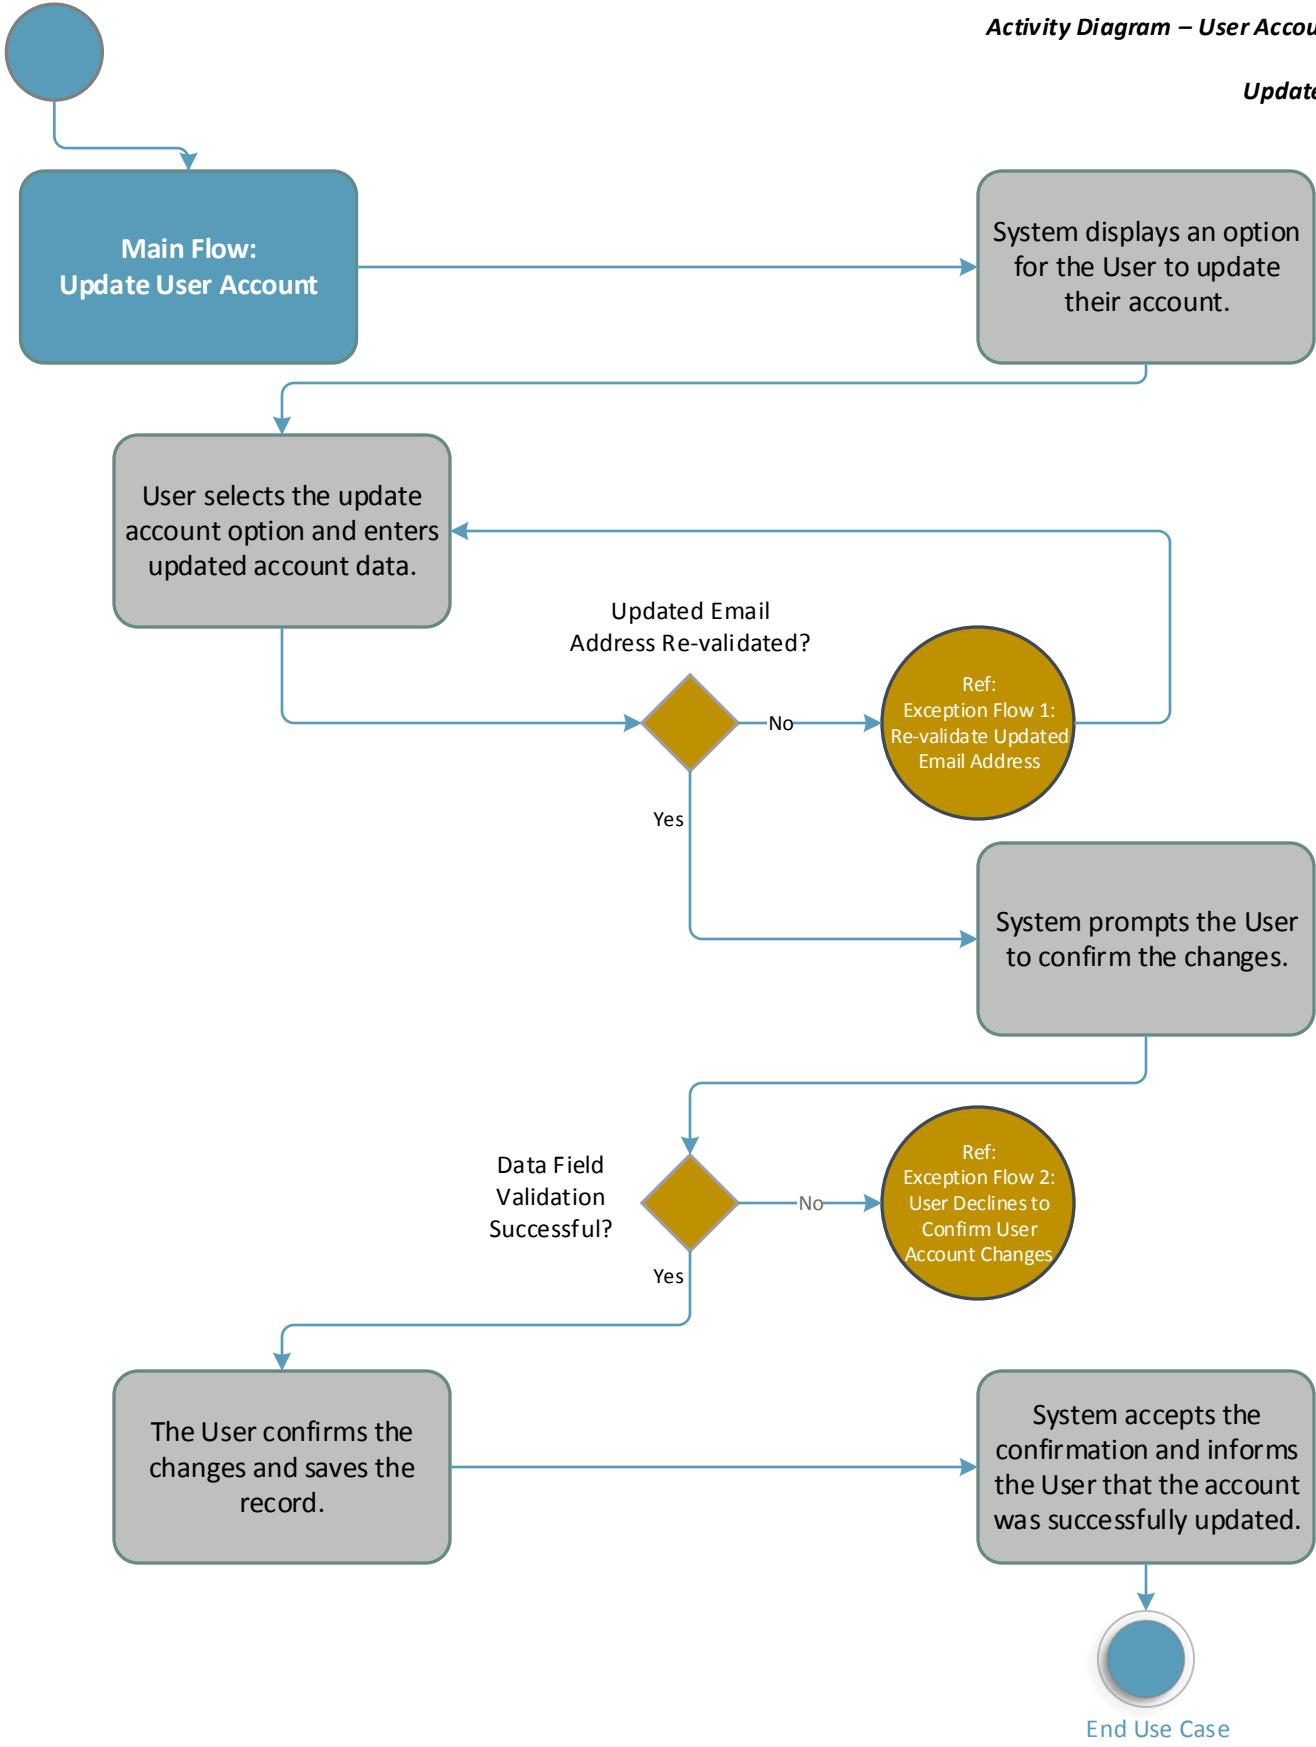 Activity Diagram – User Accou
Update
Main Flow:
Update User Account
System displays an option
for the User to update
their account.
User selects the update
account option and enters
updated account data.
Updated Email
Address Re-validated?
No
Ref:
Exception Flow 1:
Re-validate Updated
Email Address
Yes
System prompts the User
to confirm the changes.
Data Field
Validation
Successful?
No
Ref:
Exception Flow 2:
User Declines to
Confirm User
Account Changes
Yes
The User confirms the
changes and saves the
record.
System accepts the
confirmation and informs
the User that the account
was successfully updated.
End Use Case